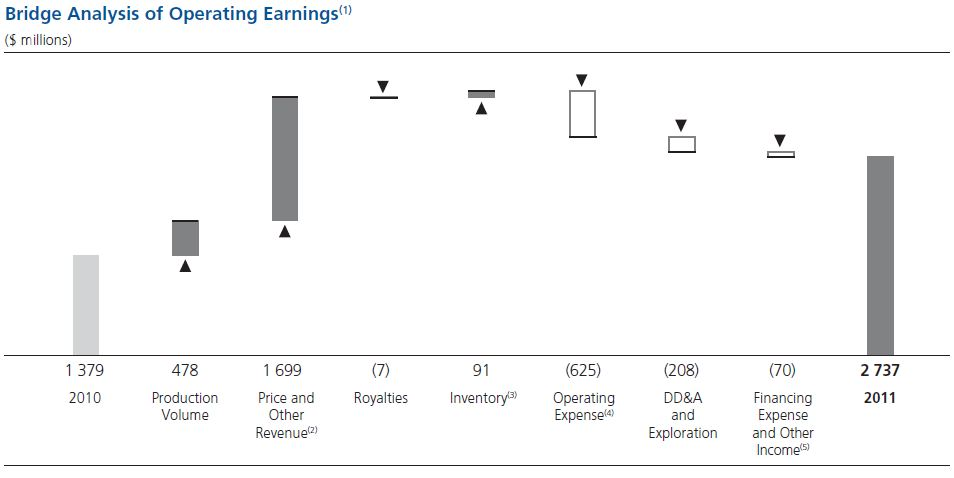 Bridge Analysis of Operating Earnings(1)
($ millions)
1 379 478 1 699 (7) 91 (625) (208) (70) 2 737
2010 Production Price and Royalties Inventory(3) Operating DD&A Financing 2011
Volume Other Expense(4) and Expense
Revenue(2) Exploration and Other
Income(5)